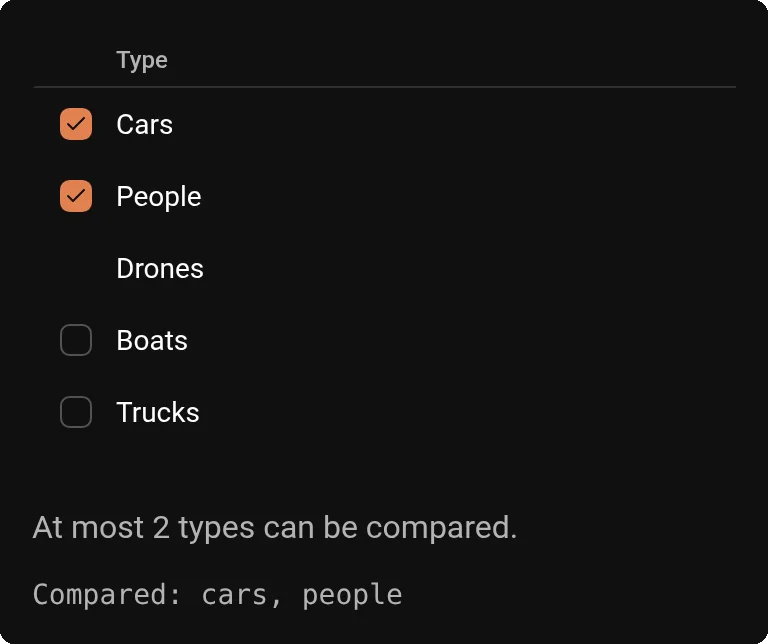 Type
Cars
People
Drones
Boats
Trucks
At most 2 types can be compared.
Compared: cars, people